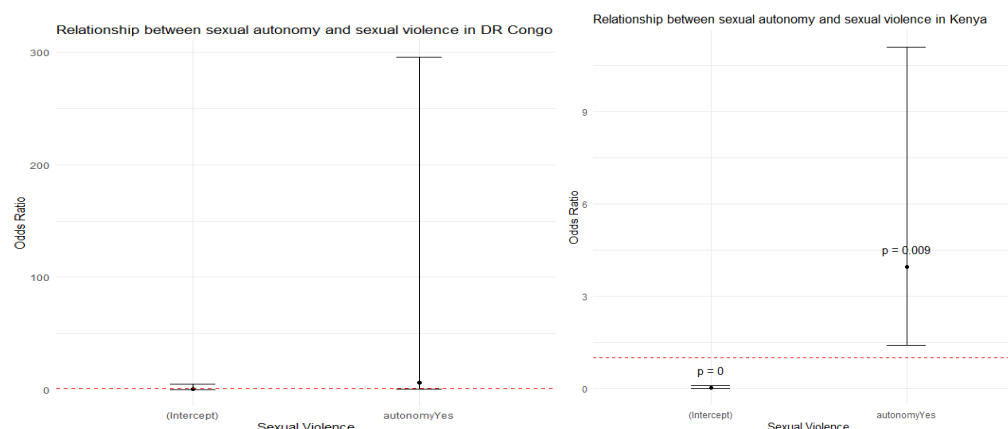 Relationship between sexual autonomy and sexual violence in DR Congo
300
200
100
0
Odds Ratio
(Intercept)
autonomyYes
Sexual Violence
Relationship between sexual autonomy and sexual violence in Kenya
9
6
3
0
Odds Ratio
p = 0.009
p = 0
(Intercept)
autonomyYes
Sexual Violence